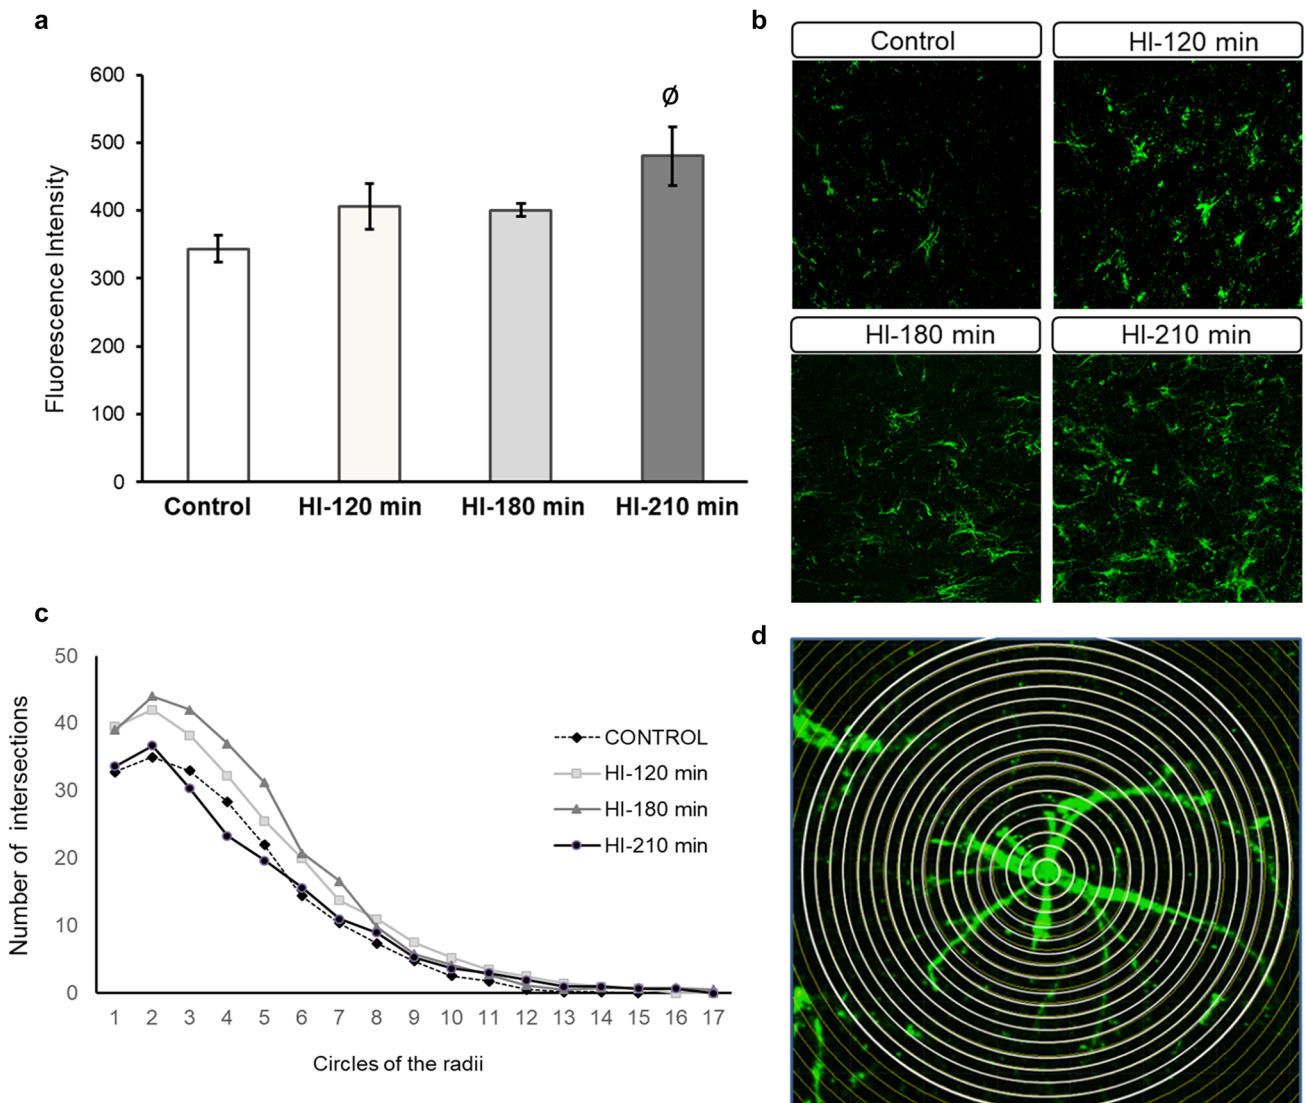 a
600
500
400
300
200
100
0
Fluorescence Intensity
Ø
Control
HI-120 min
HI-180 min
HI-210 min
b
Control
HI-120 min
HI-180 min
HI-210 min
c
50
40
30
20
10
0
Number of intersections
CONTROL
HI-120 min
HI-180 min
HI-210 min
1 2 3 4 5 6 7 8 9 10 11 12 13 14 15 16 17
Circles of the radii
d